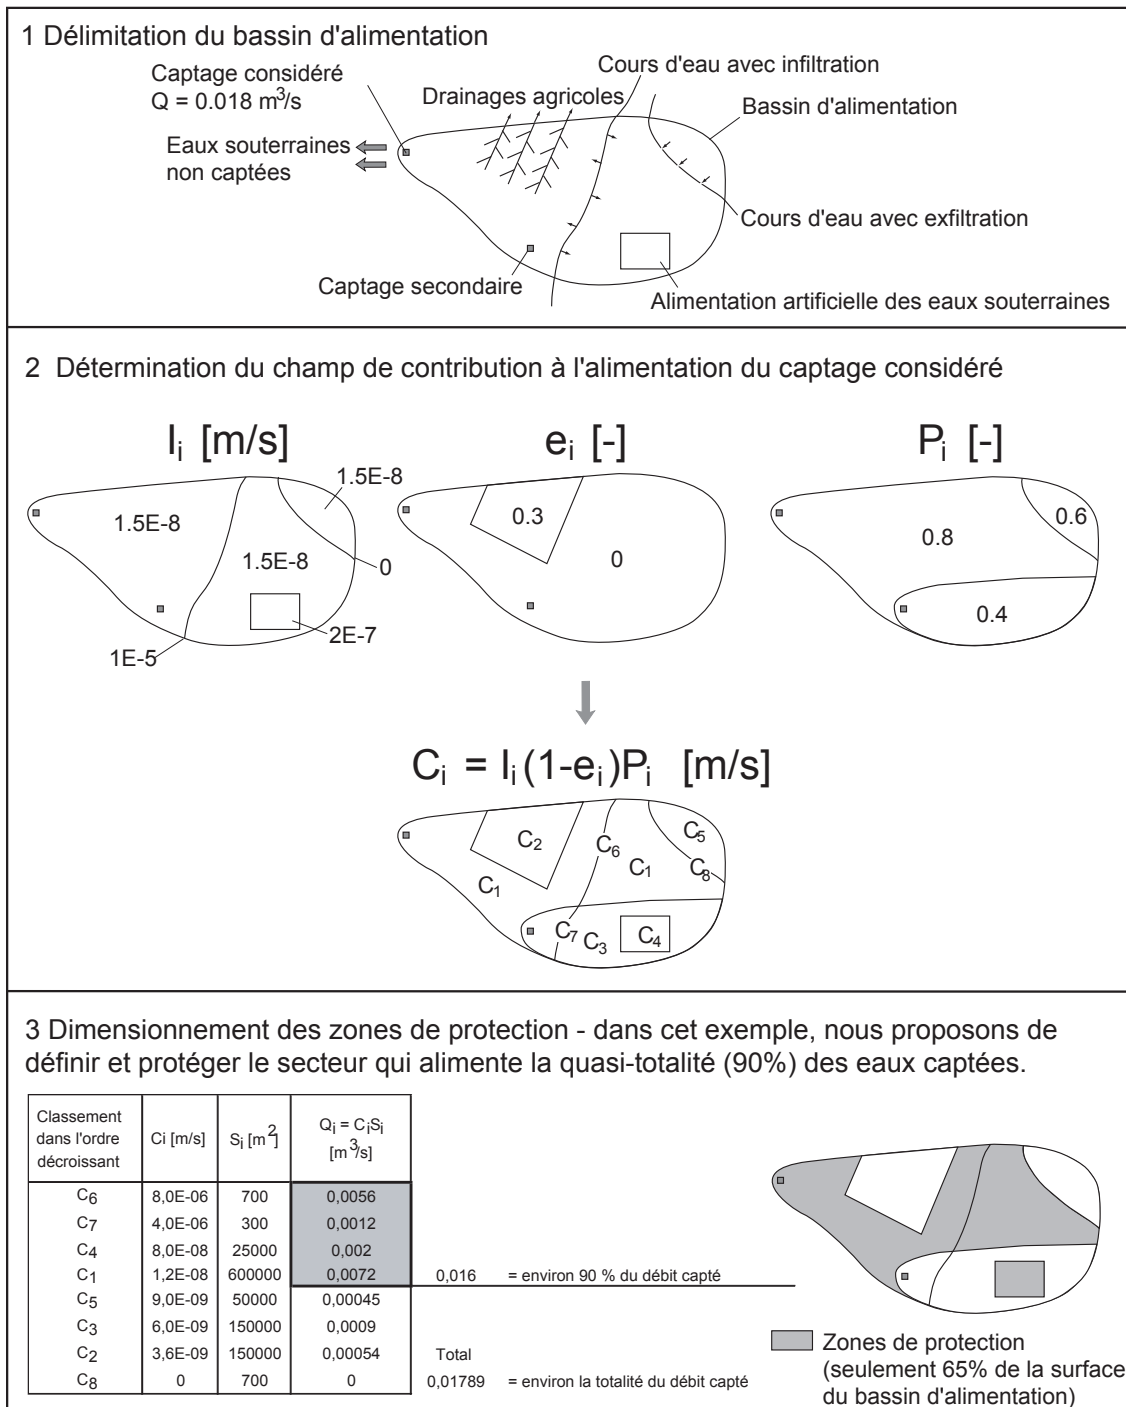 1 Délimitation du bassin d'alimentation
Captage considéré
Q = 0.018 m³/s
Drainages agricoles
Cours d'eau avec infiltration
Bassin d'alimentation
Eaux souterraines
non captées
Cours d'eau avec exfiltration
Captage secondaire
Alimentation artificielle des eaux souterraines
2 Détermination du champ de contribution à l'alimentation du captage considéré
Iᵢ [m/s]
eᵢ [-]
Pᵢ [-]
1.5E-8
1.5E-8
1.5E-8
0
2E-7
1E-5
0.3
0
0.8
0.6
0.4
Cᵢ = Iᵢ(1-eᵢ)Pᵢ [m/s]
C₂
C₆
C₅
C₁
C₈
C₁
C₇
C₃
C₄
3 Dimensionnement des zones de protection - dans cet exemple, nous proposons de
définir et protéger le secteur qui alimente la quasi-totalité (90%) des eaux captées.
Classement
dans l'ordre
décroissant
Ci [m/s]
Sᵢ [m²]
Qᵢ = CᵢSᵢ
[m³/s]
C₆ 8,0E-06 700 0,0056
C₇ 4,0E-06 300 0,0012
C₄ 8,0E-08 25000 0,002
C₁ 1,2E-08 600000 0,0072 0,016 = environ 90 % du débit capté
C₅ 9,0E-09 50000 0,00045
C₃ 6,0E-09 150000 0,0009
C₂ 3,6E-09 150000 0,00054 Total
C₈ 0 700 0 0,01789 = environ la totalité du débit capté
Zones de protection
(seulement 65% de la surface
du bassin d'alimentation)